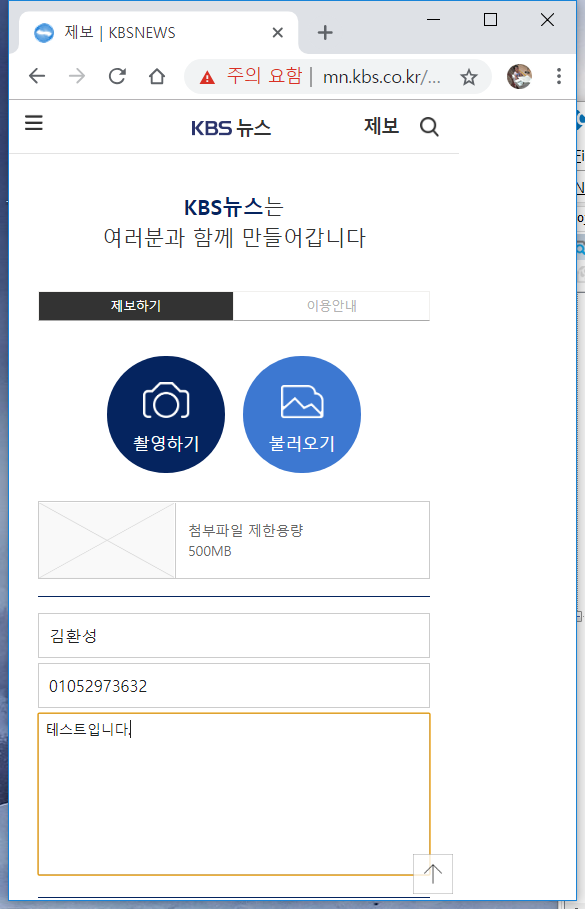 제보 | KBSNEWS
주의 요함 | mn.kbs.co.kr/...
KBS 뉴스 제보
KBS뉴스는
여러분과 함께 만들어갑니다
제보하기 이용안내
촬영하기 불러오기
첨부파일 제한용량
500MB
김환성
01052973632
테스트입니다.